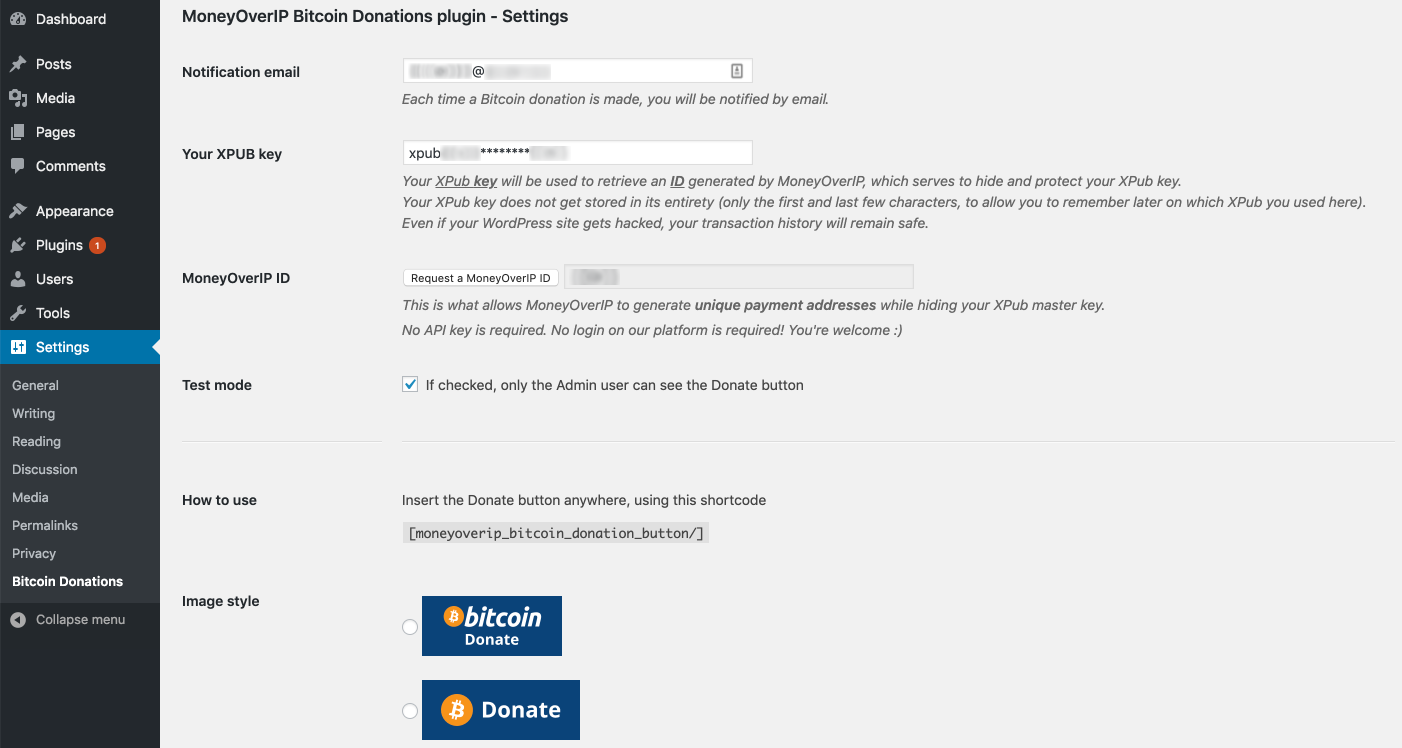 Dashboard
Posts
Media
Pages
Comments
Appearance
Plugins 1
Users
Tools
Settings
General
Writing
Reading
Discussion
Media
Permalinks
Privacy
Bitcoin Donations
Collapse menu
MoneyOverIP Bitcoin Donations plugin - Settings
Notification email
@
Each time a Bitcoin donation is made, you will be notified by email.
Your XPUB key
xpub ********
Your XPub key will be used to retrieve an ID generated by MoneyOverIP, which serves to hide and protect your XPub key.
Your XPub key does not get stored in its entirety (only the first and last few characters, to allow you to remember later on which XPub you used here).
Even if your WordPress site gets hacked, your transaction history will remain safe.
MoneyOverIP ID
Request a MoneyOverIP ID
This is what allows MoneyOverIP to generate unique payment addresses while hiding your XPub master key.
No API key is required. No login on our platform is required! You're welcome :)
Test mode
If checked, only the Admin user can see the Donate button
How to use
Insert the Donate button anywhere, using this shortcode
[moneyoverip_bitcoin_donation_button/]
Image style
bitcoin
Donate
Donate